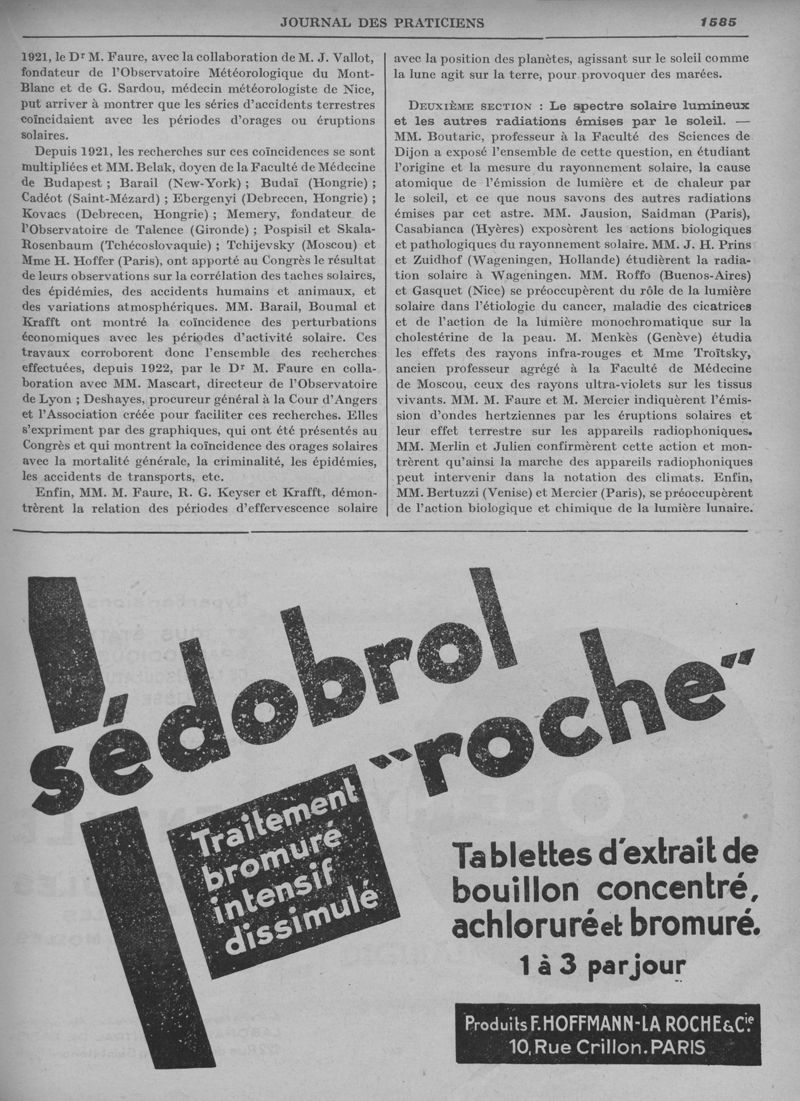 JOURNAL DES PRATICIENS 1585
1921, le Dr M. Faure, avec la collaboration de M. J. Vallot,
fondateur de l'Observatoire Météorologique du Mont-
Blanc et de G. Sardou, médecin météorologiste de Nice,
put arriver à montrer que les séries d'accidents terrestres
coïncidaient avec les périodes d'orages ou éruptions
solaires.
Depuis 1921, les recherches sur ces coïncidences se sont
multipliées et MM. Belak, doyen de la Faculté de Médecine
de Budapest ; Barail (New-York) ; Budaï (Hongrie) ;
Cadéot (Saint-Mézard) ; Ebergenyi (Debrecen, Hongrie) ;
Kovacs (Debrecen, Hongrie) ; Memery, fondateur de
l'Observatoire de Talence (Gironde) ; Pospisil et Skala-
Rosenbaum (Tchécoslovaquie) ; Tchijevsky (Moscou) et
Mme H. Hoffer (Paris), ont apporté au Congrès le résultat
de leurs observations sur la corrélation des taches solaires,
des épidémies, des accidents humains et animaux, et
des variations atmosphériques. MM. Barail, Boumal et
Krafft ont montré la coïncidence des perturbations
économiques avec les périodes d'activité solaire. Ces
travaux corroborent donc l'ensemble des recherches
effectuées, depuis 1922, par le Dr M. Faure en colla-
boration avec MM. Mascart, directeur de l'Observatoire
de Lyon ; Deshayes, procureur général à la Cour d'Angers
et l'Association créée pour faciliter ces recherches. Elles
s'expriment par des graphiques, qui ont été présentés au
Congrès et qui montrent la coïncidence des orages solaires
avec la mortalité générale, la criminalité, les épidémies,
les accidents de transports, etc.
Enfin, MM. M. Faure, R. G. Keyser et Krafft, démon-
trèrent la relation des périodes d'effervescence solaire
avec la position des planètes, agissant sur le soleil comme
la lune agit sur la terre, pour provoquer des marées.
DEUXIÈME SECTION : Le spectre solaire lumineux
et les autres radiations émises par le soleil. —
MM. Boutaric, professeur à la Faculté des Sciences de
Dijon a exposé l'ensemble de cette question, en étudiant
l'origine et la mesure du rayonnement solaire, la cause
atomique de l'émission de lumière et de chaleur par
le soleil, et ce que nous savons des autres radiations
émises par cet astre. MM. Jausion, Saidman (Paris),
Casabianca (Hyères) exposèrent les actions biologiques
et pathologiques du rayonnement solaire. MM. J. H. Prins
et Zuidhof (Wageningen, Hollande) étudièrent la radia-
tion solaire à Wageningen. MM. Roffo (Buenos-Aires)
et Gasquet (Nice) se préoccupèrent du rôle de la lumière
solaire dans l'étiologie du cancer, maladie des cicatrices
et de l'action de la lumière monochromatique sur la
cholestérine de la peau. M. Menkès (Genève) étudia
les effets des rayons infra-rouges et Mme Troïtsky,
ancien professeur agrégé à la Faculté de Médecine
de Moscou, ceux des rayons ultra-violets sur les tissus
vivants. MM. M. Faure et M. Mercier indiquèrent l'émis-
sion d'ondes hertziennes par les éruptions solaires et
leur effet terrestre sur les appareils radiophoniques.
MM. Merlin et Julien confirmèrent cette action et mon-
trèrent qu'ainsi la marche des appareils radiophoniques
peut intervenir dans la notation des climats. Enfin,
MM. Bertuzzi (Venise) et Mercier (Paris), se préoccupèrent
de l'action biologique et chimique de la lumière lunaire.
sédobrol
"roche"
Traitement
bromuré
intensif
dissimulé
Tablettes d'extrait de
bouillon concentré,
achloruré et bromuré.
1 à 3 par jour
Produits F. HOFFMANN-LA ROCHE & Cie.
10, Rue Crillon. PARIS